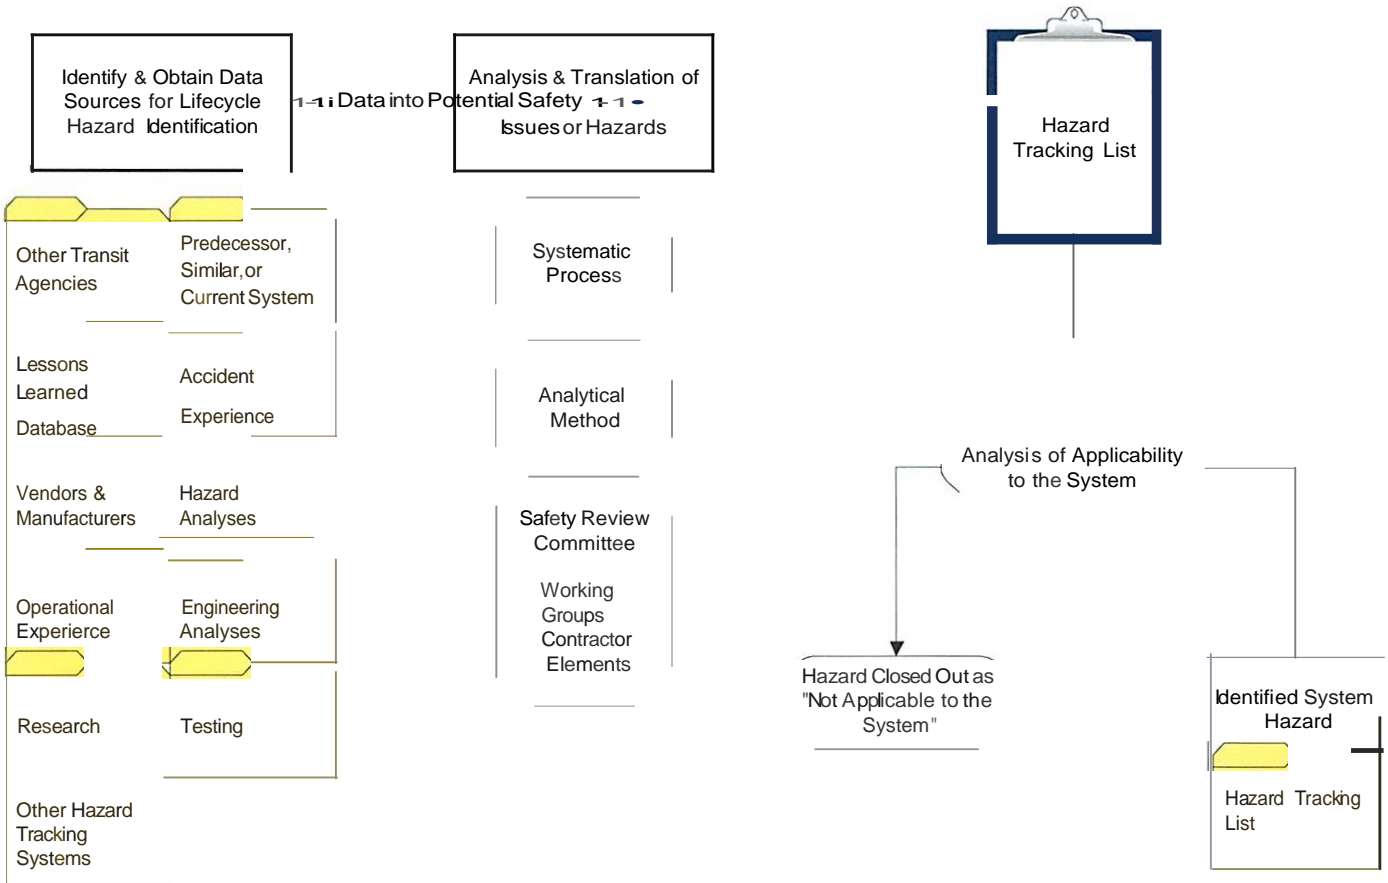 Identify & Obtain Data
Sources for Lifecycle
Hazard Identification
Analysis & Translation of
Data into Potential Safety
Issues or Hazards
Hazard
Tracking List
Other Transit
Agencies
Predecessor,
Similar, or
Current System
Lessons
Learned
Database
Accident
Experience
Vendors &
Manufacturers
Hazard
Analyses
Operational
Experierce
Engineering
Analyses
Research
Testing
Other Hazard
Tracking
Systems
Systematic
Process
Analytical
Method
Safety Review
Committee
Working
Groups
Contractor
Elements
Analysis of Applicability
to the System
Hazard Closed Out as
"Not Applicable to the
System"
Identified System
Hazard
Hazard Tracking
List